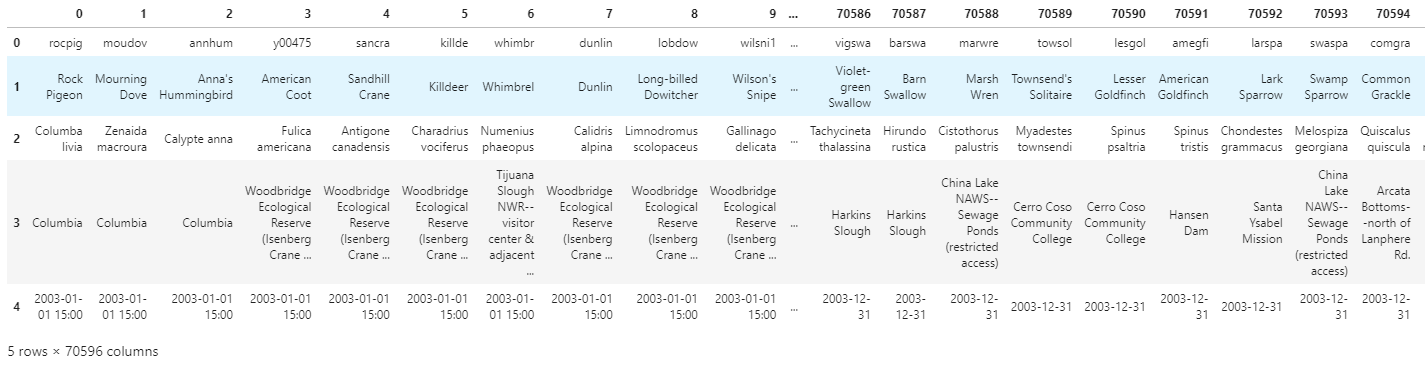 0 1 2 3 4 5 6 7 8 9 ... 70586 70587 70588 70589 70590 70591 70592 70593 70594
0 rocpig moudov annhum y00475 sancra killde whimbr dunlin lobdow wilsni1 ... vigswa barswa marwre towsol lesgol amegfi larspa swaspa comgra
1 Rock Pigeon Mourning Dove Anna's Hummingbird American Coot Sandhill Crane Killdeer Whimbrel Dunlin Long-billed Dowitcher Wilson's Snipe ... Violet-green Swallow Barn Swallow Marsh Wren Townsend's Solitaire Lesser Goldfinch American Goldfinch Lark Sparrow Swamp Sparrow Common Grackle
2 Columba livia Zenaida macroura Calypte anna Fulica americana Antigone canadensis Charadrius vociferus Numenius phaeopus Calidris alpina Limnodromus scolopaceus Gallinago delicata ... Tachycineta thalassina Hirundo rustica Cistothorus palustris Myadestes townsendi Spinus psaltria Spinus tristis Chondestes grammacus Melospiza georgiana Quiscalus quiscula
3 Columbia Columbia Columbia Woodbridge Ecological Reserve (Isenberg Crane ... Woodbridge Ecological Reserve (Isenberg Crane ... Woodbridge Ecological Reserve (Isenberg Crane ... Tijuana Slough NWR--visitor center & adjacent ... Woodbridge Ecological Reserve (Isenberg Crane ... Woodbridge Ecological Reserve (Isenberg Crane ... Woodbridge Ecological Reserve (Isenberg Crane ... ... Harkins Slough Harkins Slough China Lake NAWS--Sewage Ponds (restricted access) Cerro Coso Community College Cerro Coso Community College Hansen Dam Santa Ysabel Mission China Lake NAWS--Sewage Ponds (restricted access) Arcata Bottoms--north of Lanphere Rd.
4 2003-01-01 15:00 2003-01-01 15:00 2003-01-01 15:00 2003-01-01 15:00 2003-01-01 15:00 2003-01-01 15:00 2003-01-01 15:00 2003-01-01 15:00 2003-01-01 15:00 2003-01-01 15:00 ... 2003-12-31 2003-12-31 2003-12-31 2003-12-31 2003-12-31 2003-12-31 2003-12-31 2003-12-31 2003-12-31
5 rows × 70596 columns